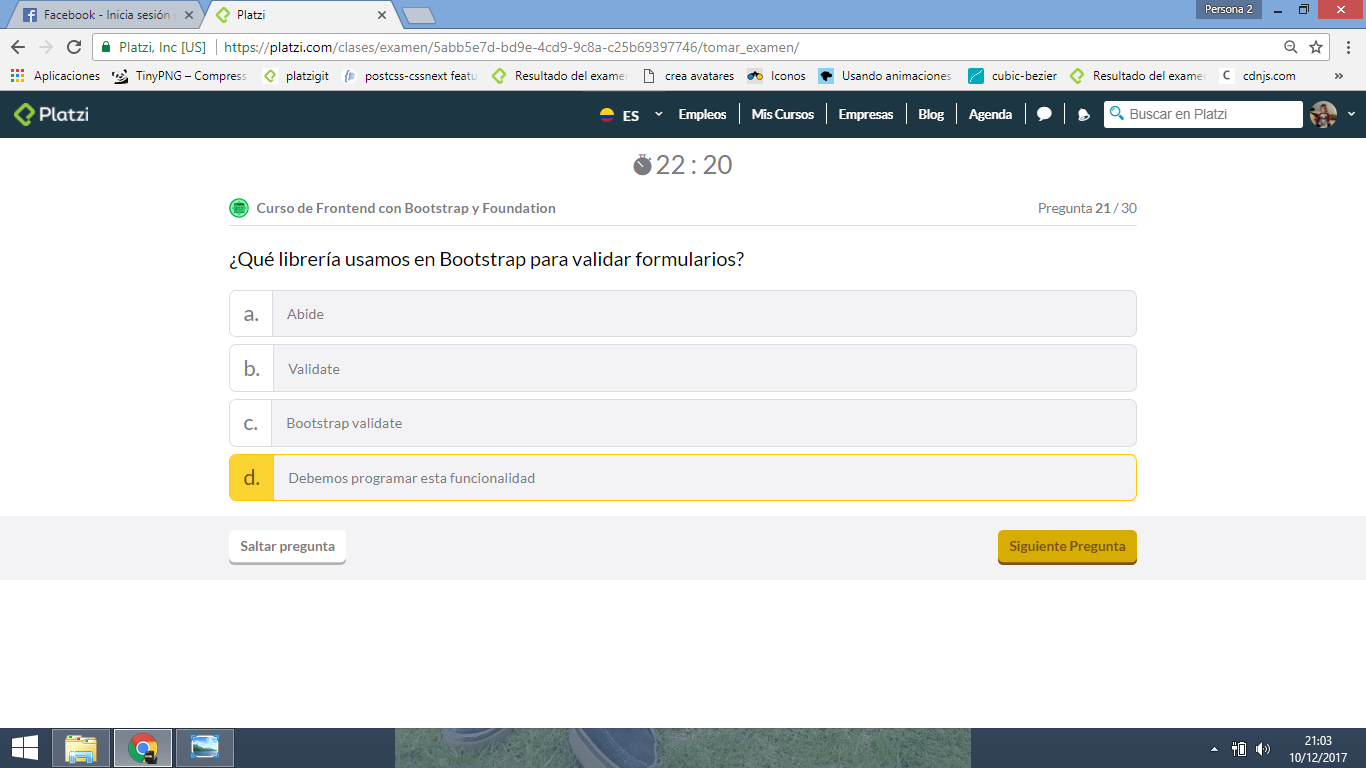 Facebook - Inicia sesión
Platzi
Persona 2
Platzi, Inc [US]
https://platzi.com/clases/examen/5abb5e7d-bd9e-4cd9-9c8a-c25b69397746/tomar_examen/
Aplicaciones
TinyPNG – Compress
platzigit
postcss-cssnext featu
Resultado del exame
crea avatares
Iconos
Usando animaciones
cubic-bezier
Resultado del exame
C cdnjs.com
»
Platzi
ES
Empleos
Mis Cursos
Empresas
Blog
Agenda
Buscar en Platzi
22 : 20
Curso de Frontend con Bootstrap y Foundation
Pregunta 21 / 30
¿Qué librería usamos en Bootstrap para validar formularios?
a. Abide
b. Validate
c. Bootstrap validate
d. Debemos programar esta funcionalidad
Saltar pregunta
Siguiente Pregunta
21:03
10/12/2017